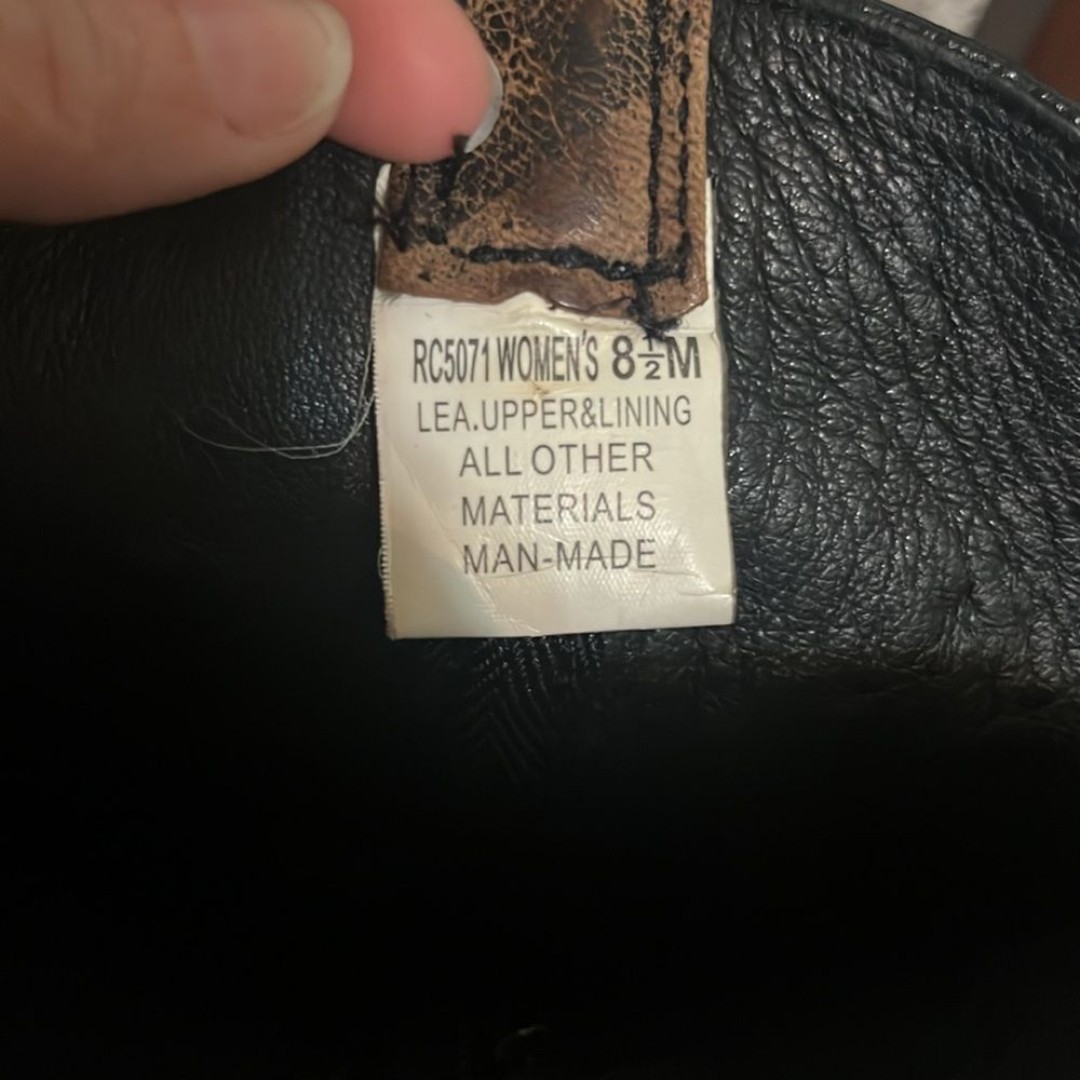 RC5071 WOMEN'S 8½M
LEA.UPPER&LINING
ALL OTHER
MATERIALS
MAN-MADE